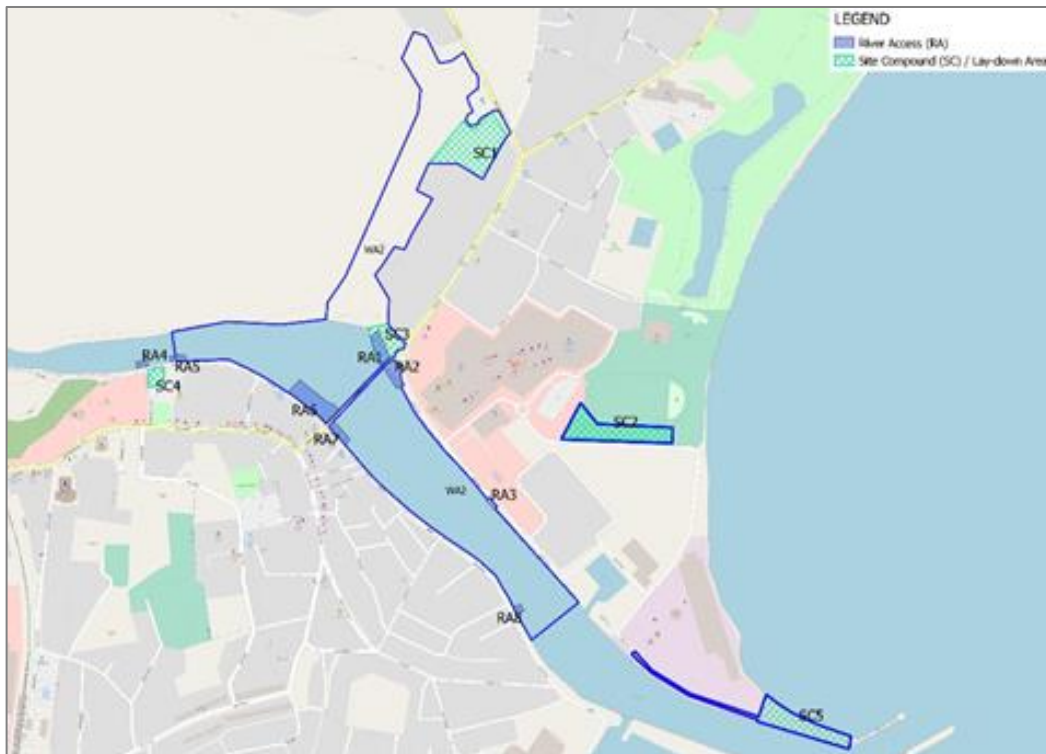 LEGEND
River Access (RA)
Site Compound (SC) / Lay-down Area
SC1
WA2
SC3
RA1
RA2
RA4
RA5
SC4
RA6
RA7
SC2
WA2
RA3
RA8
SC5